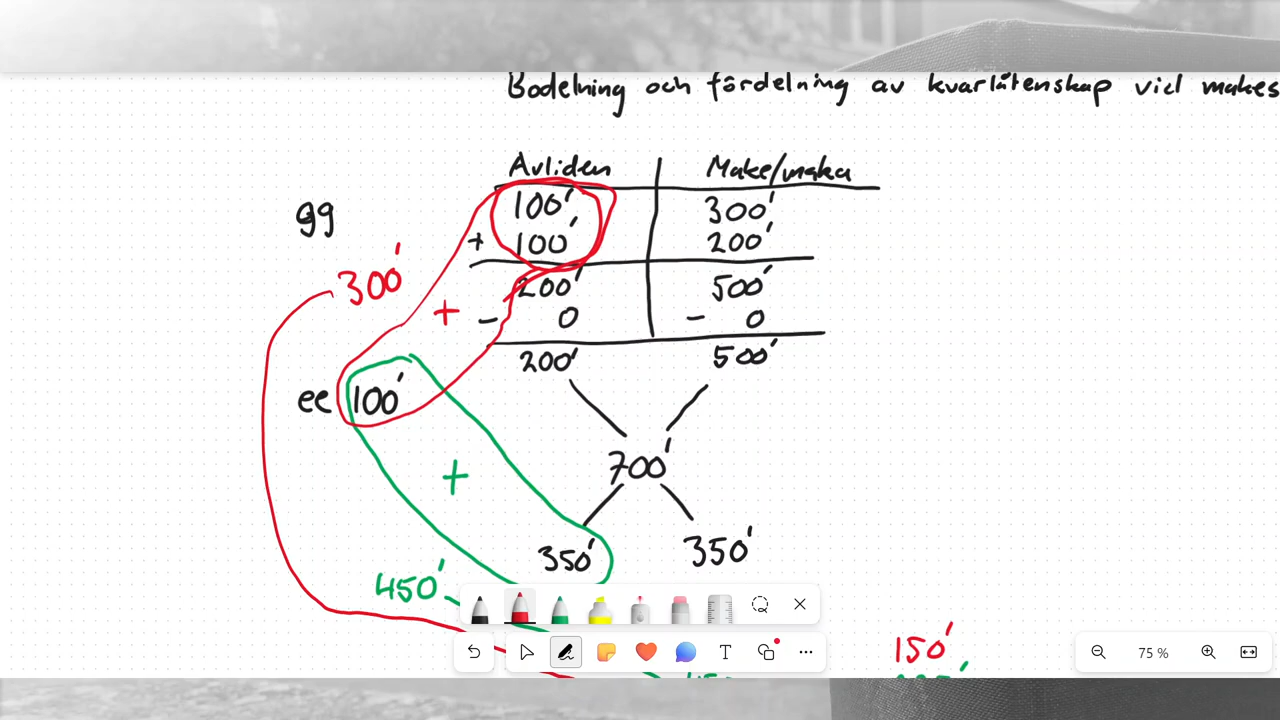 Bodelning och fördelning av kvarlåtenskap vid makes
Avliden Make/maka
100' 300'
gg + 100' 200'
300' 200' 500'
+ - 0 - 0
200' 500'
ee 100'
700'
+
350' 350'
450'
150'
75 %